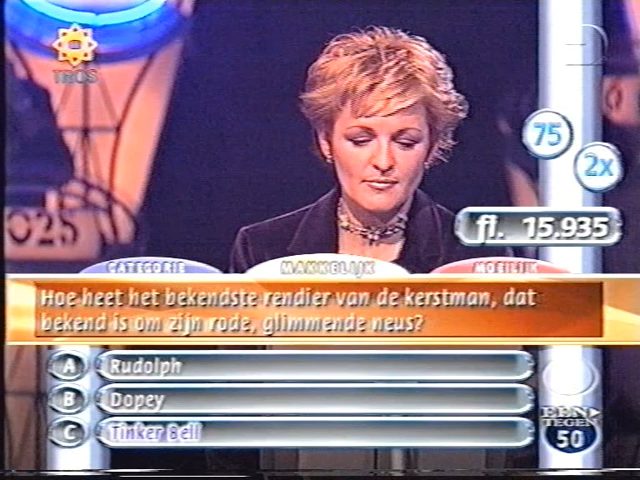 TROS
75
2x
025
fl. 15.935
CATEGORIE
MAKKELIJK
MOEILIJK
Hoe heet het bekendste rendier van de kerstman, dat
bekend is om zijn rode, glimmende neus?
A Rudolph
B Dopey
C Tinker Bell
EEN
TEGEN
50